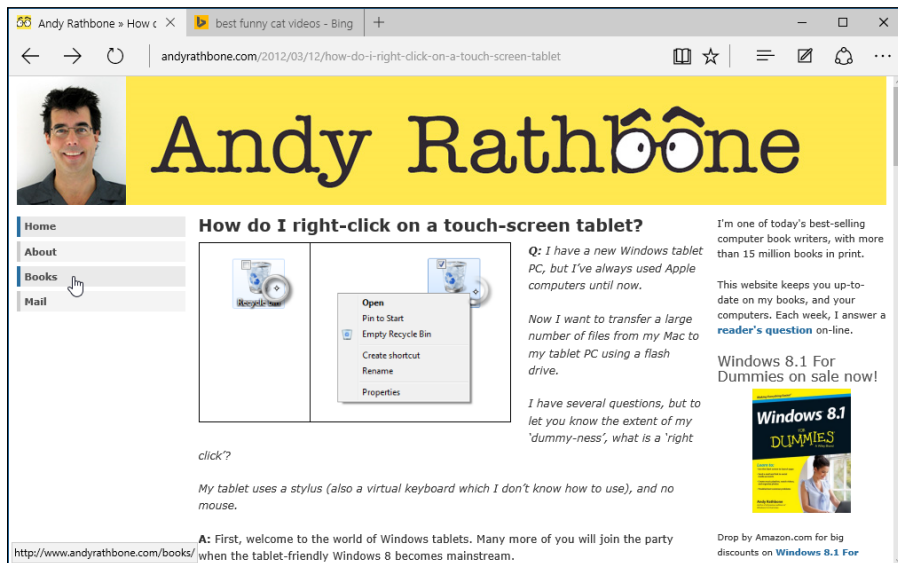 Andy Rathbone » How c
best funny cat videos - Bing
andyrathbone.com/2012/03/12/how-do-i-right-click-on-a-touch-screen-tablet
Andy Rathbone
Home
About
Books
Mail
How do I right-click on a touch-screen tablet?
Recycle Bin
Open
Pin to Start
Empty Recycle Bin
Create shortcut
Rename
Properties
Q: I have a new Windows tablet
PC, but I've always used Apple
computers until now.
Now I want to transfer a large
number of files from my Mac to
my tablet PC using a flash
drive.
I have several questions, but to
let you know the extent of my
‘dummy-ness’, what is a ‘right
click’?
My tablet uses a stylus (also a virtual keyboard which I don’t know how to use), and no
mouse.
A: First, welcome to the world of Windows tablets. Many more of you will join the party
when the tablet-friendly Windows 8 becomes mainstream.
I'm one of today's best-selling
computer book writers, with more
than 15 million books in print.
This website keeps you up-to-
date on my books, and your
computers. Each week, I answer a
reader's question on-line.
Windows 8.1 For
Dummies on sale now!
Windows 8.1
FOR
DUMMIES
Learn to:
Andy Rathbone
Drop by Amazon.com for big
discounts on Windows 8.1 For
http://www.andyrathbone.com/books/